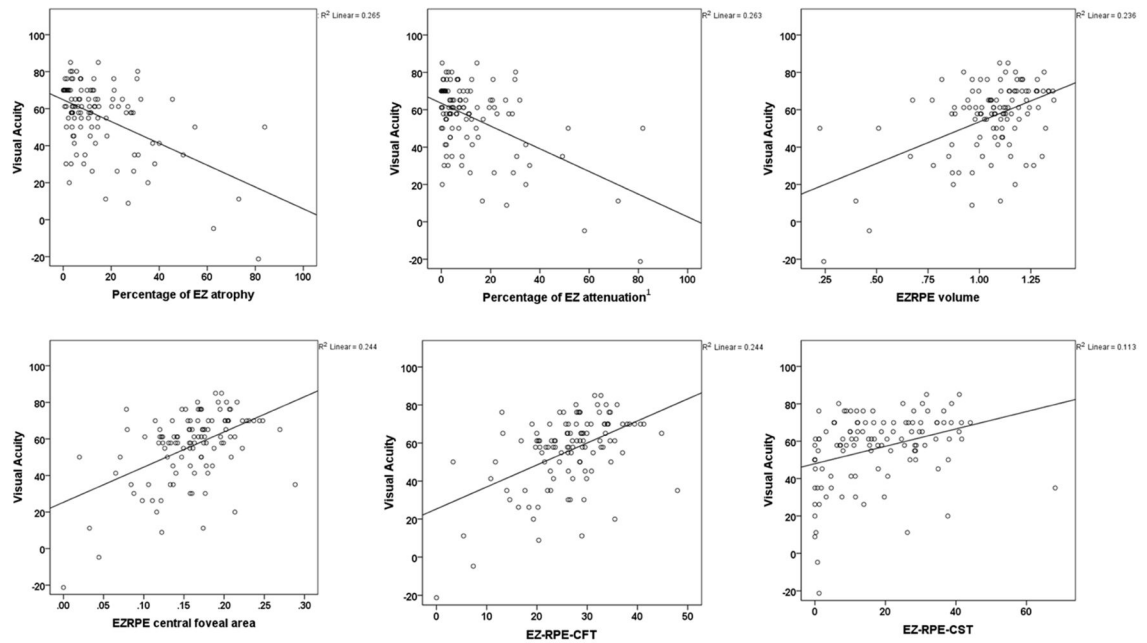 R² Linear = 0.265
100
80
60
40
20
0
-20
Visual Acuity
0 20 40 60 80 100
Percentage of EZ atrophy
R² Linear = 0.263
100
80
60
40
20
0
-20
Visual Acuity
0 20 40 60 80 100
Percentage of EZ attenuation¹
R² Linear = 0.236
100
80
60
40
20
0
-20
Visual Acuity
.25 .50 .75 1.00 1.25
EZRPE volume
R² Linear = 0.244
100
80
60
40
20
0
-20
Visual Acuity
.00 .05 .10 .15 .20 .25 .30
EZRPE central foveal area
R² Linear = 0.244
100
80
60
40
20
0
-20
Visual Acuity
0 10 20 30 40 50
EZ-RPE-CFT
R² Linear = 0.113
100
80
60
40
20
0
-20
Visual Acuity
0 20 40 60
EZ-RPE-CST